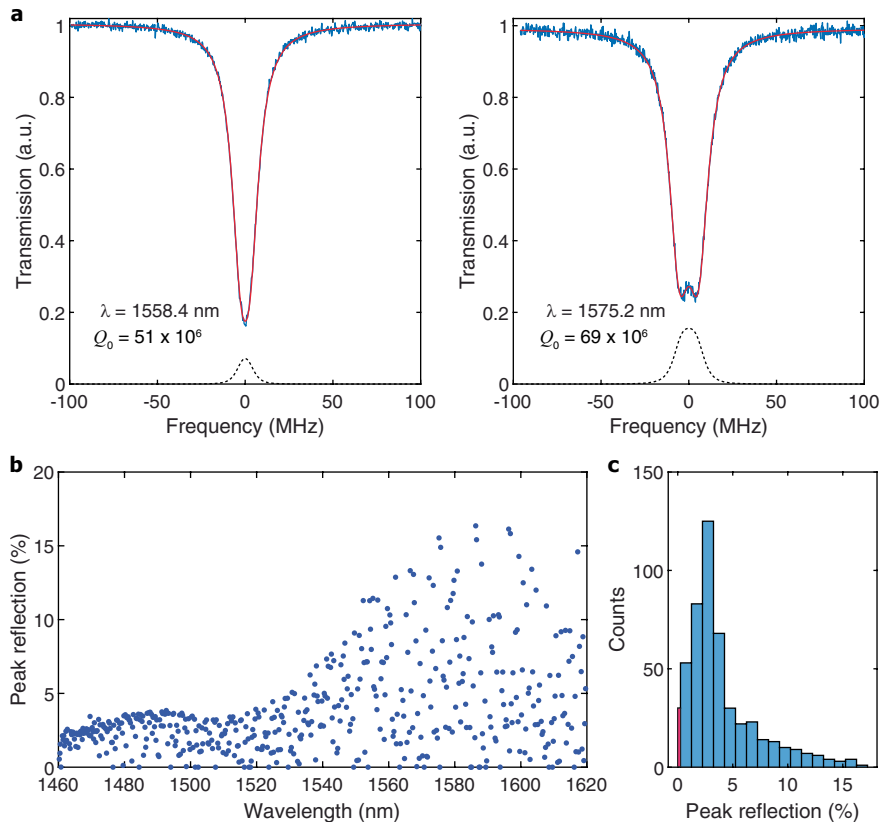 a
Transmission (a.u.)
1
0.8
0.6
0.4
0.2
0
λ = 1558.4 nm
Q0 = 51 x 10^6
-100
-50
0
50
100
Frequency (MHz)
Transmission (a.u.)
1
0.8
0.6
0.4
0.2
0
λ = 1575.2 nm
Q0 = 69 x 10^6
-100
-50
0
50
100
Frequency (MHz)
b
Peak reflection (%)
20
15
10
5
0
1460
1480
1500
1520
1540
1560
1580
1600
1620
Wavelength (nm)
c
Counts
150
100
50
0
0
5
10
15
Peak reflection (%)